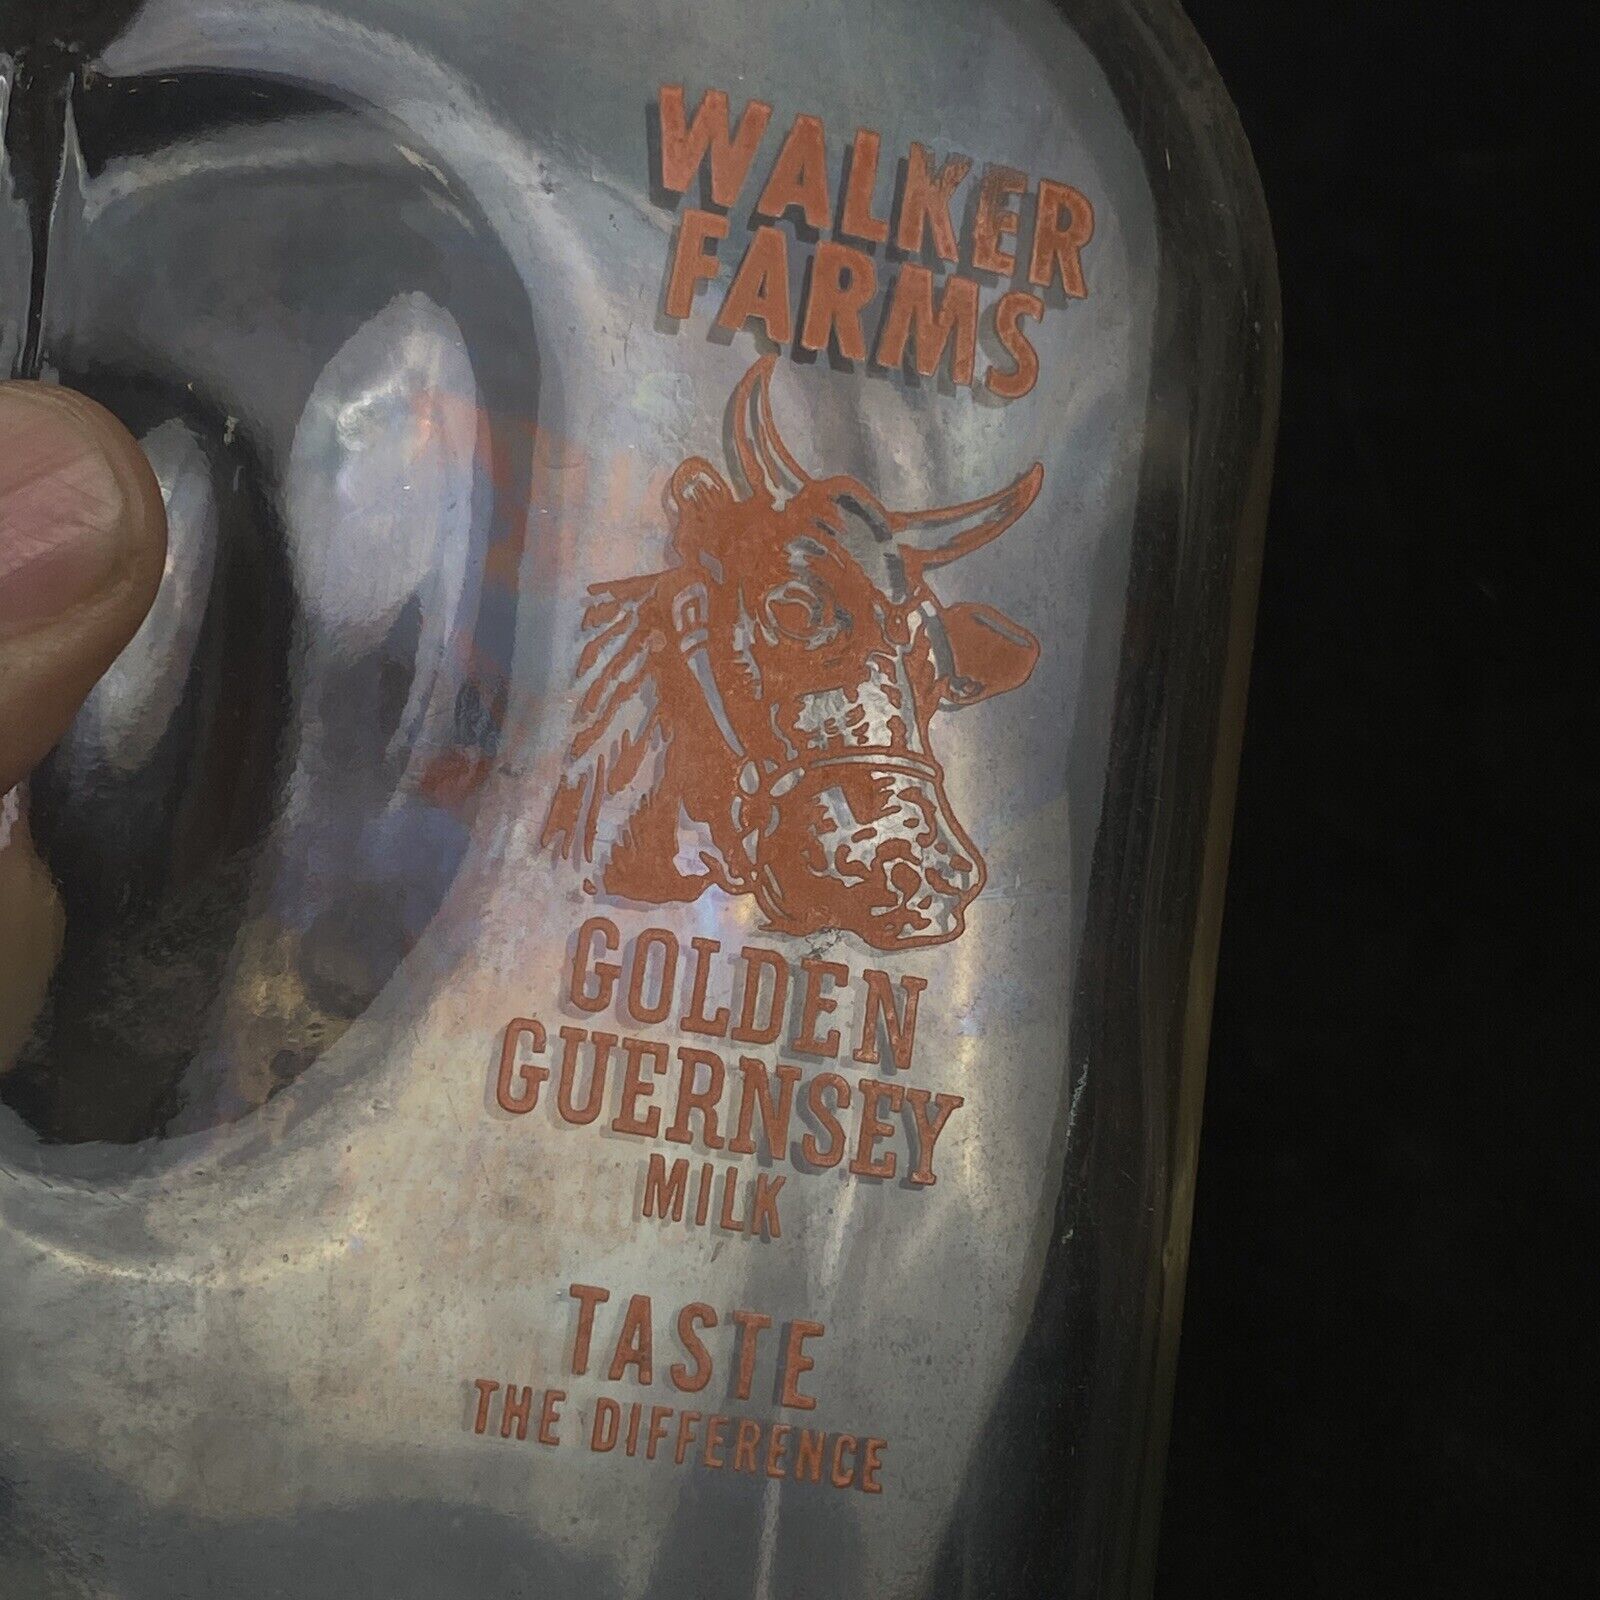 WALKER
FARMS
GOLDEN
GUERNSEY
MILK
TASTE
THE DIFFERENCE